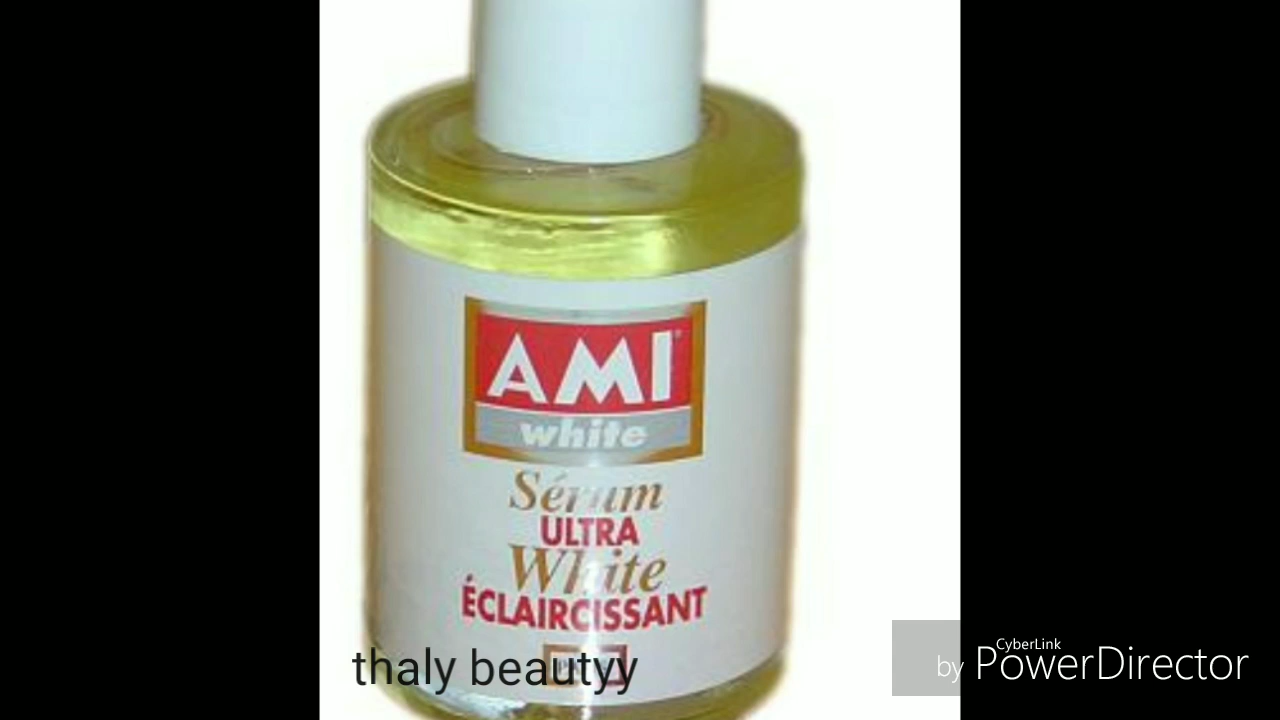 AMI
white
Sérum
ULTRA
White
ÉCLAIRCISSANT
thaly beautyy
CyberLink
by PowerDirector